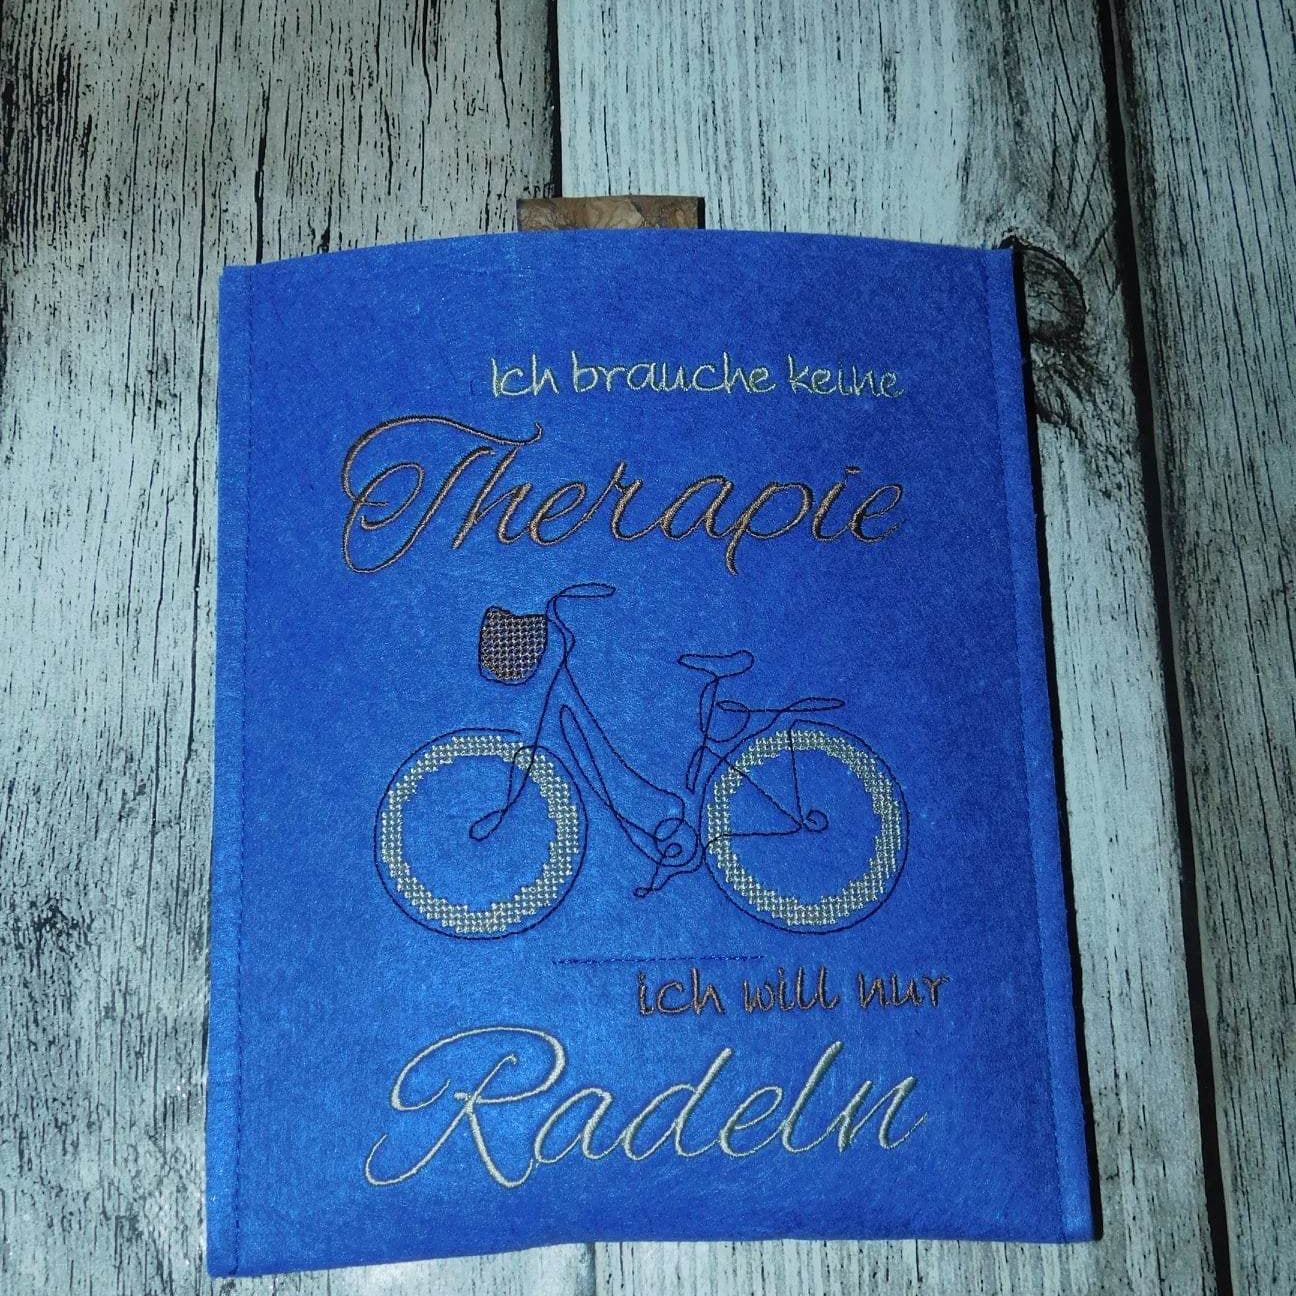 Ich brauche keine
Therapie
ich will nur
Radeln